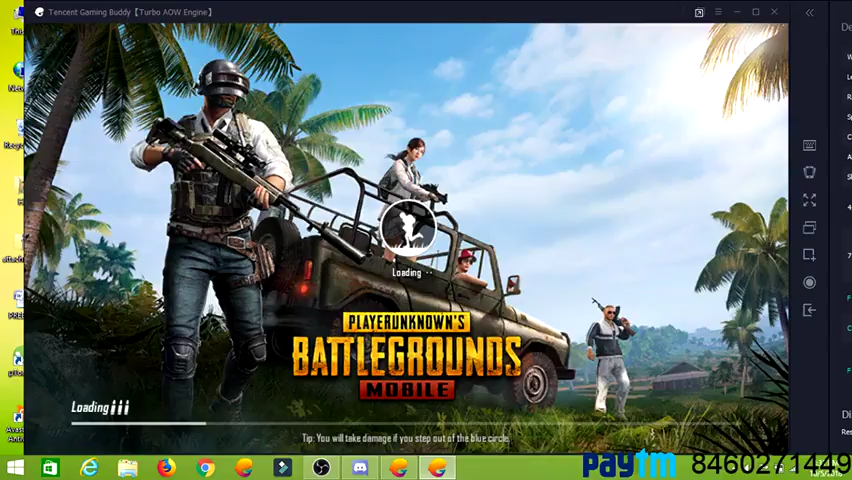 Tencent Gaming Buddy【Turbo AOW Engine】
Loading ..
PLAYERUNKNOWN'S
BATTLEGROUNDS
MOBILE
Loading
Tip: You will take damage if you step out of the blue circle.
paytm 8460271449